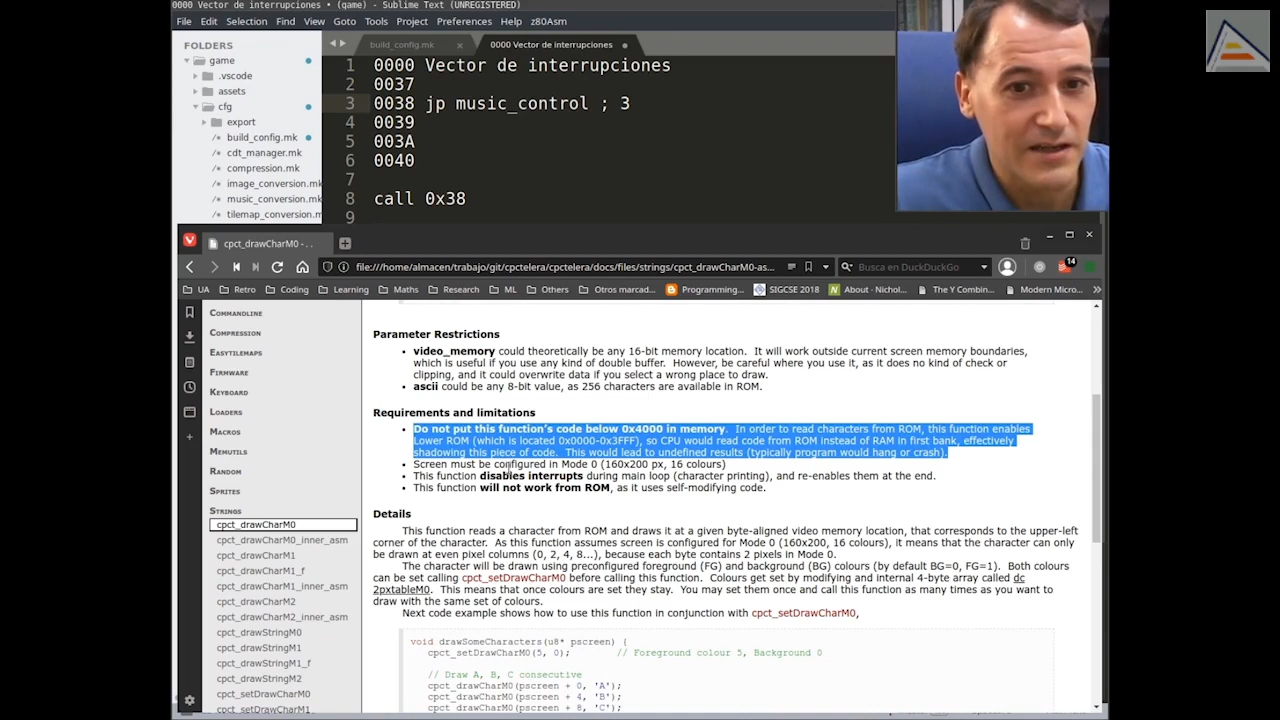 0000 Vector de interrupciones • (game) - Sublime Text (UNREGISTERED)
File Edit Selection Find View Goto Tools Project Preferences Help z80Asm
FOLDERS
game
.vscode
assets
cfg
export
build_config.mk
cdt_manager.mk
compression.mk
image_conversion.mk
music_conversion.mk
tilemap_conversion.m
build_config.mk ×
0000 Vector de interrupciones •
1 0000 Vector de interrupciones
2 0037
3 0038 jp music_control ; 3
4 0039
5 003A
6 0040
7
8 call 0x38
9
cpct_drawCharM0 - . .
file:///home/almacen/trabajo/git/cpctelera/cpctelera/docs/files/strings/cpct_drawCharM0-as...
Busca en DuckDuckGo
14
UA Retro Coding Learning Maths Research ML Others Otros marcad... Programming... SIGCSE 2018 About · Nichol... The Y Combin... Modern Micro... »
COMMANDLINE
COMPRESSION
EASYTILEMAPS
FIRMWARE
KEYBOARD
LOADERS
MACROS
MEMUTILS
RANDOM
SPRITES
STRINGS
cpct_drawCharM0
cpct_drawCharM0_inner_asm
cpct_drawCharM1
cpct_drawCharM1_f
cpct_drawCharM1_inner_asm
cpct_drawCharM2
cpct_drawCharM2_inner_asm
cpct_drawStringM0
cpct_drawStringM1
cpct_drawStringM1_f
cpct_drawStringM2
cpct_setDrawCharM0
cpct_setDrawCharM1
Parameter Restrictions
• video_memory could theoretically be any 16-bit memory location. It will work outside current screen memory boundaries,
which is useful if you use any kind of double buffer. However, be careful where you use it, as it does no kind of check or
clipping, and it could overwrite data if you select a wrong place to draw.
• ascii could be any 8-bit value, as 256 characters are available in ROM.
Requirements and limitations
• Do not put this function's code below 0x4000 in memory. In order to read characters from ROM, this function enables
Lower ROM (which is located 0x0000-0x3FFF), so CPU would read code from ROM instead of RAM in first bank, effectively
shadowing this piece of code. This would lead to undefined results (typically program would hang or crash).
• Screen must be configured in Mode 0 (160x200 px, 16 colours)
• This function disables interrupts during main loop (character printing), and re-enables them at the end.
• This function will not work from ROM, as it uses self-modifying code.
Details
This function reads a character from ROM and draws it at a given byte-aligned video memory location, that corresponds to the upper-left
corner of the character. As this function assumes screen is configured for Mode 0 (160x200, 16 colours), it means that the character can only
be drawn at even pixel columns (0, 2, 4, 8...), because each byte contains 2 pixels in Mode 0.
The character will be drawn using preconfigured foreground (FG) and background (BG) colours (by default BG=0, FG=1). Both colours
can be set calling cpct_setDrawCharM0 before calling this function. Colours get set by modifying and internal 4-byte array called dc
2pxtableM0. This means that once colours are set they stay. You may set them once and call this function as many times as you want to
draw with the same set of colours.
Next code example shows how to use this function in conjunction with cpct_setDrawCharM0,
void drawSomeCharacters(u8* pscreen) {
cpct_setDrawCharM0(5, 0); // Foreground colour 5, Background 0
// Draw A, B, C consecutive
cpct_drawCharM0(pscreen + 0, 'A');
cpct_drawCharM0(pscreen + 4, 'B');
cpct_drawCharM0(pscreen + 8, 'C');